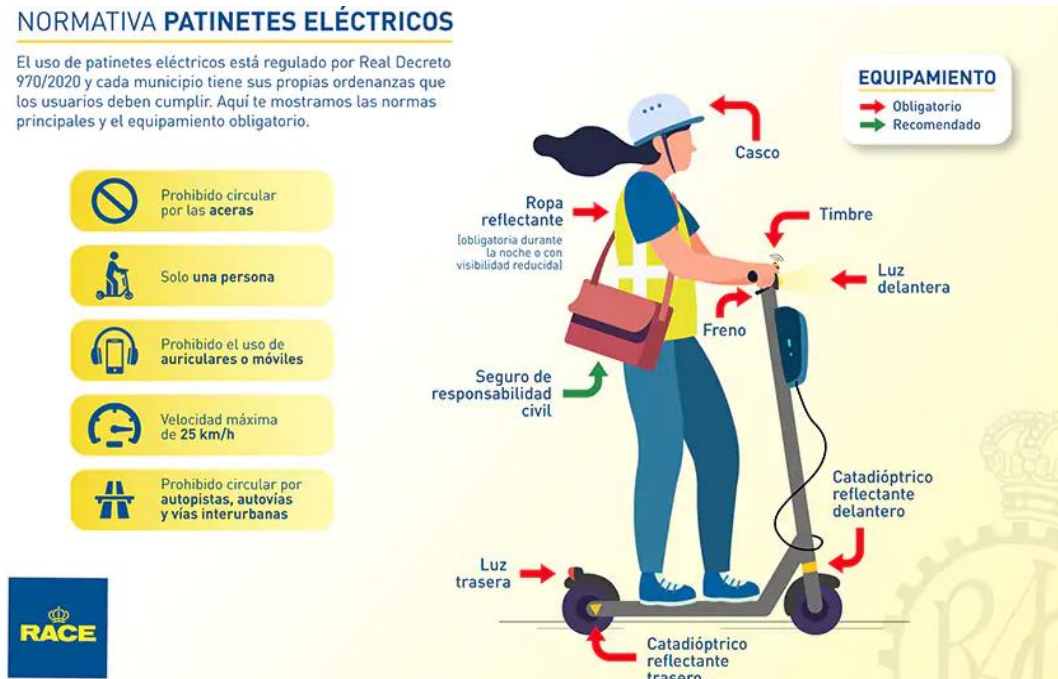 NORMATIVA PATINETES ELÉCTRICOS
El uso de patinetes eléctricos está regulado por Real Decreto
970/2020 y cada municipio tiene sus propias ordenanzas que
los usuarios deben cumplir. Aquí te mostramos las normas
principales y el equipamiento obligatorio.
Prohibido circular
por las aceras
Solo una persona
Prohibido el uso de
auriculares o móviles
Velocidad máxima
de 25 km/h
Prohibido circular por
autopistas, autovías
y vías interurbanas
RACE
EQUIPAMIENTO
Obligatorio
Recomendado
Casco
Ropa
reflectante
(obligatoria durante
la noche o con
visibilidad reducida)
Timbre
Luz
delantera
Freno
Seguro de
responsabilidad
civil
Catadióptrico
reflectante
delantero
Luz
trasera
Catadióptrico
reflectante
trasero